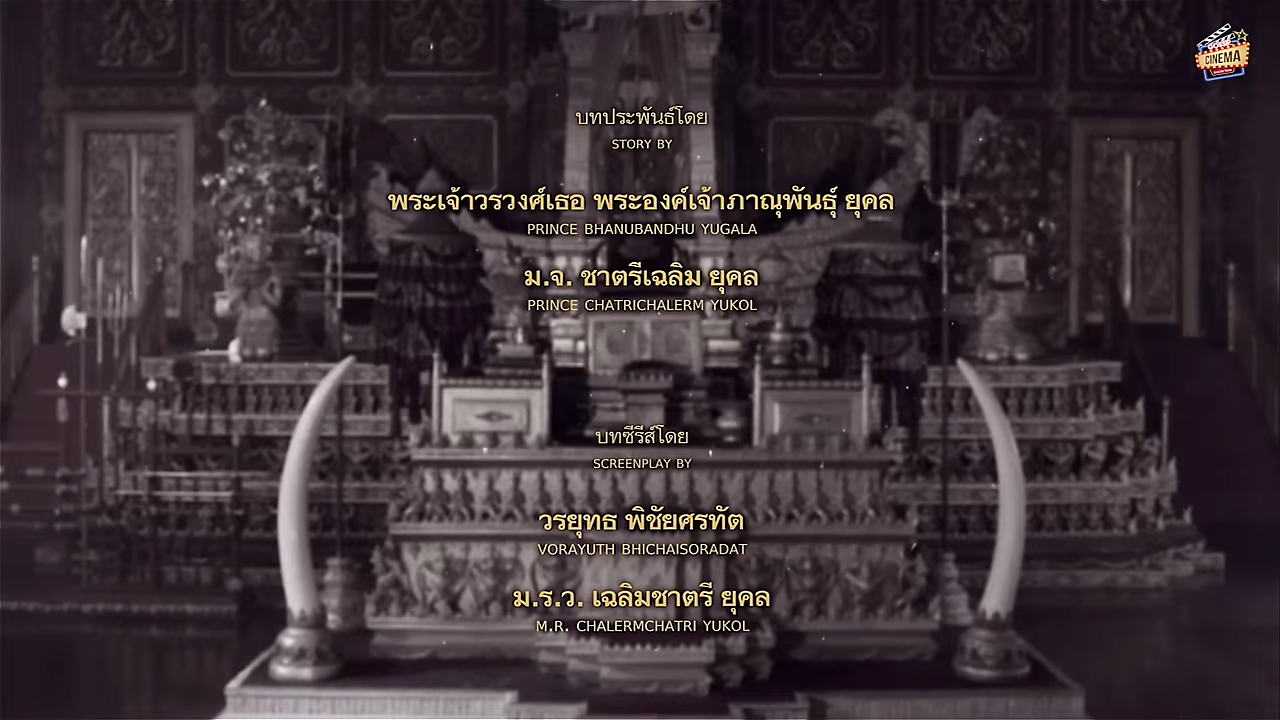 CINEMA
บทประพันธ์โดย
STORY BY
พระเจ้าวรวงศ์เธอ พระองค์เจ้าภาณุพันธุ์ ยุคล
PRINCE BHANUBANDHU YUGALA
ม.จ. ชาตรีเฉลิม ยุคล
PRINCE CHATRICHALERM YUKOL
บทซีรีส์โดย
SCREENPLAY BY
วรยุทธ พิชัยศรทัต
VORAYUTH BHICHAISORADAT
ม.ร.ว. เฉลิมชาตรี ยุคล
M.R. CHALERMCHATRI YUKOL